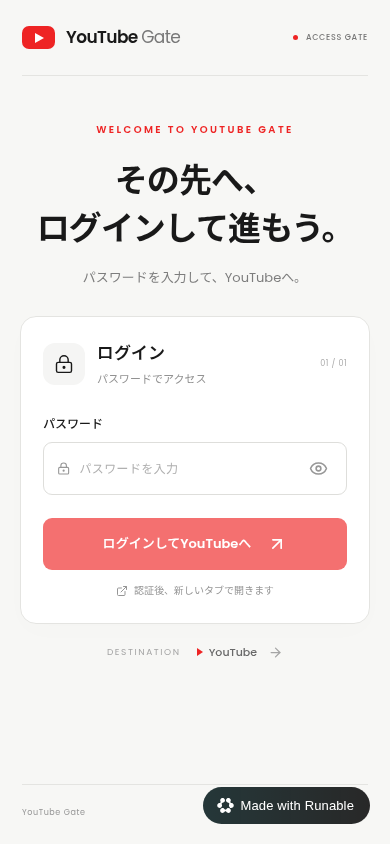 YouTube Gate
ACCESS GATE
WELCOME TO YOUTUBE GATE
その先へ、
ログインして進もう。
パスワードを入力して、YouTubeへ。
ログイン
01 / 01
パスワードでアクセス
パスワード
パスワードを入力
ログインしてYouTubeへ
認証後、新しいタブで開きます
DESTINATION YouTube
YouTube Gate
Made with Runable